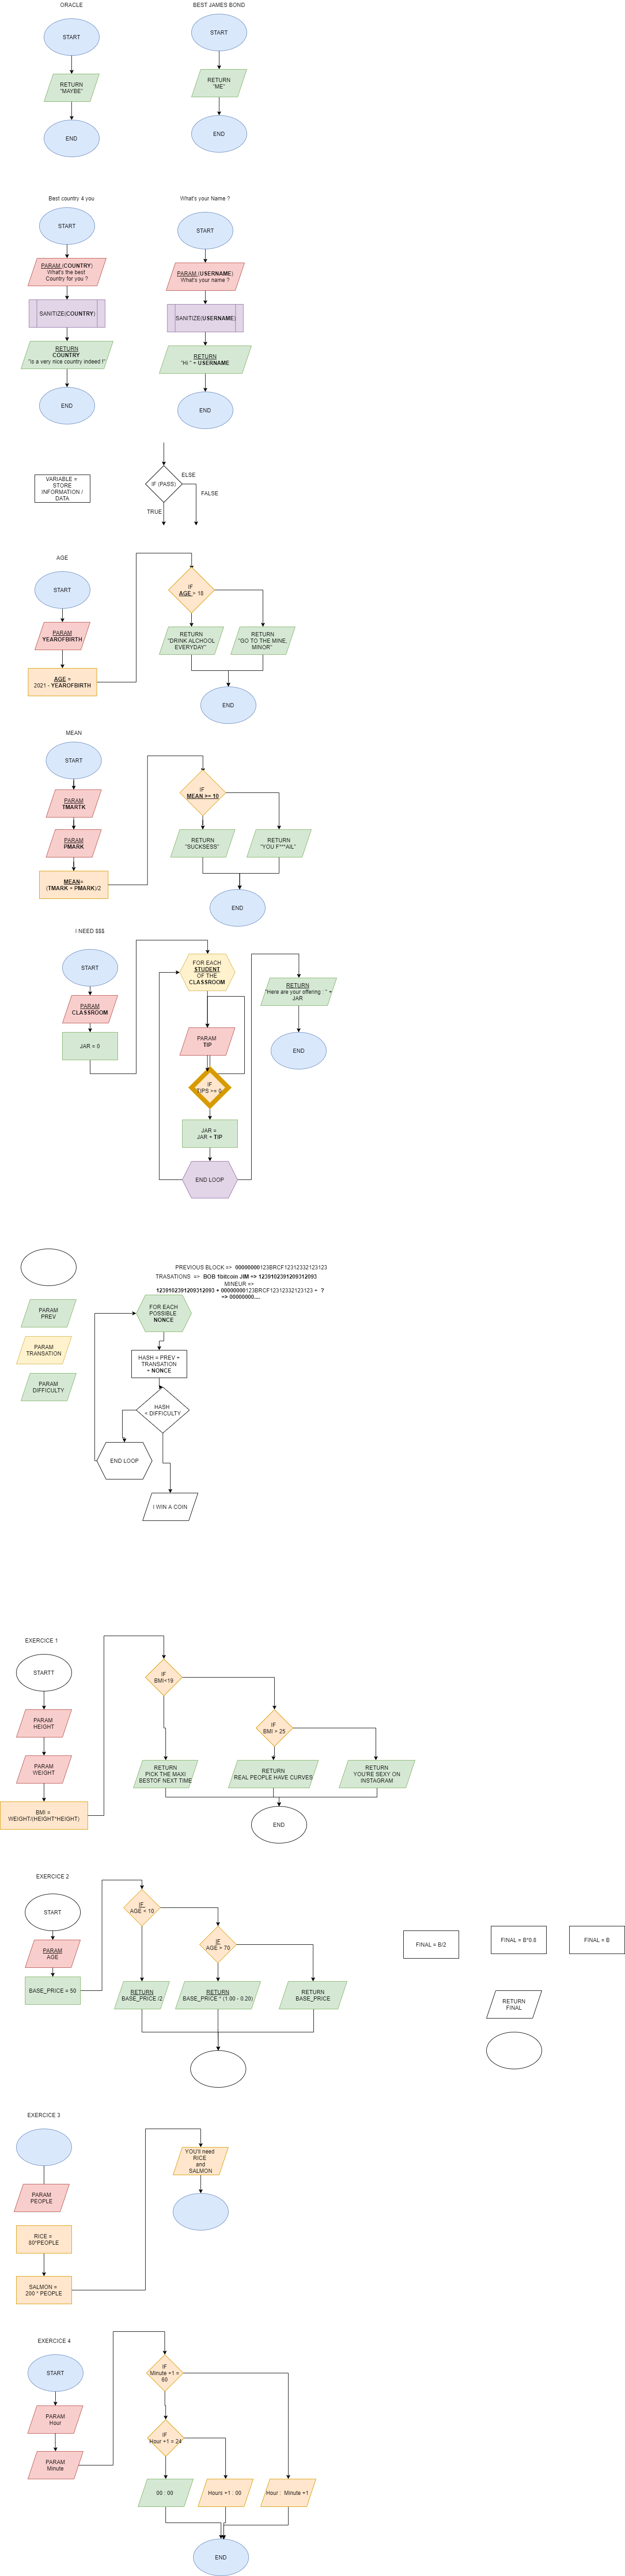 ORACLE
START
RETURN
"MAYBE"
END
BEST JAMES BOND
START
RETURN
"ME"
END
Best country 4 you
START
PARAM (COUNTRY)
What's the best
Country for you ?
SANITIZE(COUNTRY)
RETURN
COUNTRY
"is a very nice country indeed !"
END
What's your Name ?
START
PARAM (USERNAME)
What's your name ?
SANITIZE(USERNAME)
RETURN
"Hi " + USERNAME
END
VARIABLE =
STORE
INFORMATION /
DATA
IF (PASS)
ELSE
FALSE
TRUE
AGE
START
PARAM
YEAROFBIRTH
AGE =
2021 - YEAROFBIRTH
IF
AGE > 18
RETURN
"DRINK ALCHOOL
EVERYDAY"
RETURN
"GO TO THE MINE,
MINOR"
END
MEAN
START
PARAM
TMARTK
PARAM
PMARK
MEAN=
(TMARK + PMARK)/2
IF
MEAN >= 10
RETURN
"SUCKSESS"
RETURN
"YOU F***AIL"
END
I NEED $$$
START
PARAM
CLASSROOM
JAR = 0
FOR EACH
STUDENT
OF THE
CLASSROOM
PARAM
TIP
IF
TIPS >= 0
JAR =
JAR + TIP
END LOOP
RETURN
"Here are your offering : " +
JAR
END
PREVIOUS BLOCK => 00000000123BRCF12312332123123
TRASATIONS => BOB 1bitcoin JIM => 1239102391209312093
MINEUR =>
1239102391209312093 + 00000000123BRCF12312332123123 + ?
=> 00000000....
PARAM
PREV
PARAM
TRANSATION
PARAM
DIFFICULTY
FOR EACH
POSSIBLE
NONCE
HASH = PREV +
TRANSATION
+ NONCE
HASH
< DIFFICULTY
END LOOP
I WIN A COIN
EXERCICE 1
STARTT
PARAM
HEIGHT
PARAM
WEIGHT
BMI =
WEIGHT/(HEIGHT*HEIGHT)
IF
BMI<19
IF
BMI > 25
RETURN
PICK THE MAXI
BESTOF NEXT TIME
RETURN
REAL PEOPLE HAVE CURVES
RETURN
YOU'RE SEXY ON
INSTAGRAM
END
EXERCICE 2
START
PARAM
AGE
BASE_PRICE = 50
IF
AGE < 10
IF
AGE > 70
RETURN
BASE_PRICE /2
RETURN
BASE_PRICE * (1.00 - 0.20)
RETURN
BASE_PRICE
FINAL = B/2
FINAL = B*0.8
FINAL = B
RETURN
FINAL
EXERCICE 3
PARAM
PEOPLE
RICE =
80*PEOPLE
SALMON =
200 * PEOPLE
YOU'll need
RICE
and
SALMON
EXERCICE 4
START
PARAM
Hour
PARAM
Minute
IF
Minute +1 =
60
IF
Hour +1 = 24
00 : 00
Hours +1 : 00
Hour : Minute +1
END